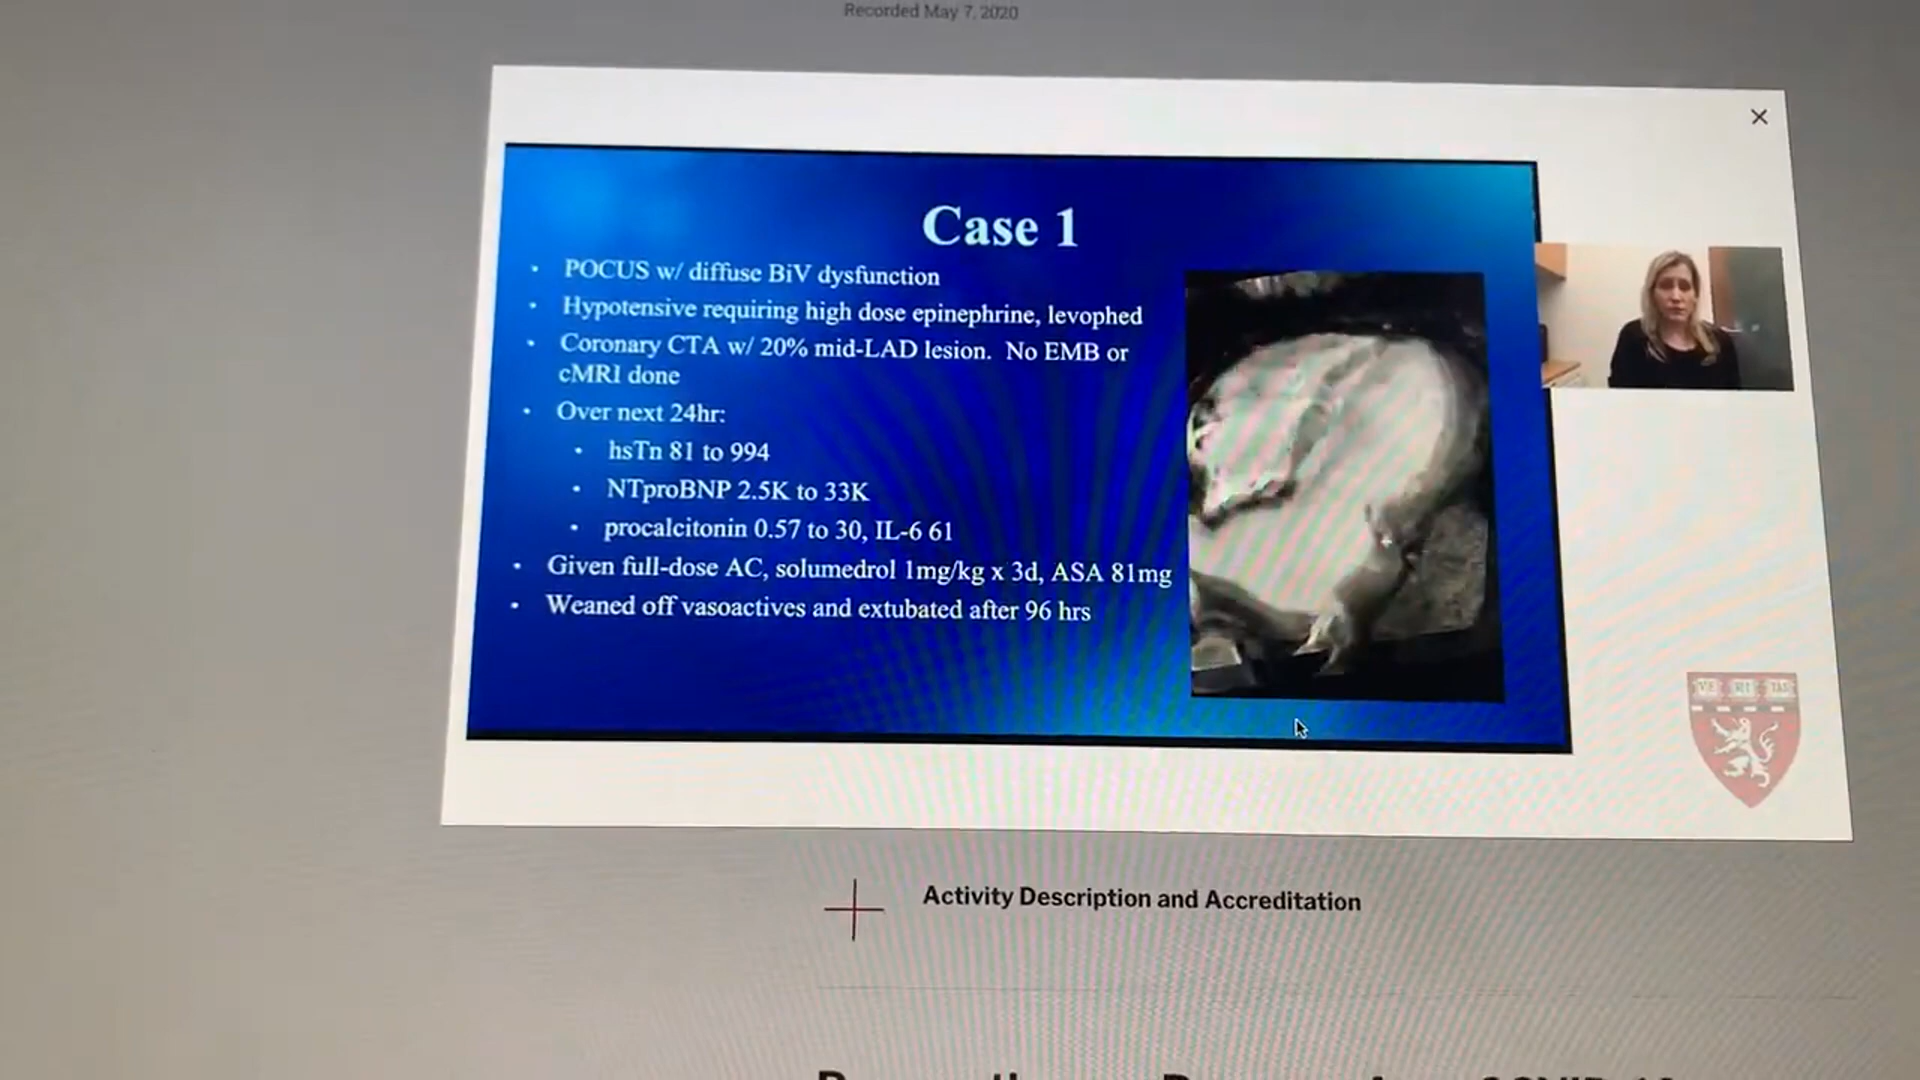 Recorded May 7, 2020
Case 1
• POCUS w/ diffuse BiV dysfunction
• Hypotensive requiring high dose epinephrine, levophed
• Coronary CTA w/ 20% mid-LAD lesion. No EMB or
cMRI done
• Over next 24hr:
• hsTn 81 to 994
• NTproBNP 2.5K to 33K
• procalcitonin 0.57 to 30, IL-6 61
• Given full-dose AC, solumedrol 1mg/kg x 3d, ASA 81mg
• Weaned off vasoactives and extubated after 96 hrs
VE RI TAS
Activity Description and Accreditation